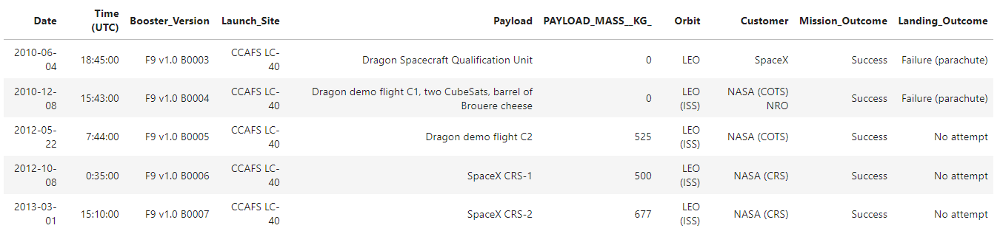 Date Time (UTC) Booster_Version Launch_Site Payload PAYLOAD_MASS__KG_ Orbit Customer Mission_Outcome Landing_Outcome
2010-06-04 18:45:00 F9 v1.0 B0003 CCAFS LC-40 Dragon Spacecraft Qualification Unit 0 LEO SpaceX Success Failure (parachute)
2010-12-08 15:43:00 F9 v1.0 B0004 CCAFS LC-40 Dragon demo flight C1, two CubeSats, barrel of Brouere cheese 0 LEO (ISS) NASA (COTS) NRO Success Failure (parachute)
2012-05-22 7:44:00 F9 v1.0 B0005 CCAFS LC-40 Dragon demo flight C2 525 LEO (ISS) NASA (COTS) Success No attempt
2012-10-08 0:35:00 F9 v1.0 B0006 CCAFS LC-40 SpaceX CRS-1 500 LEO (ISS) NASA (CRS) Success No attempt
2013-03-01 15:10:00 F9 v1.0 B0007 CCAFS LC-40 SpaceX CRS-2 677 LEO (ISS) NASA (CRS) Success No attempt